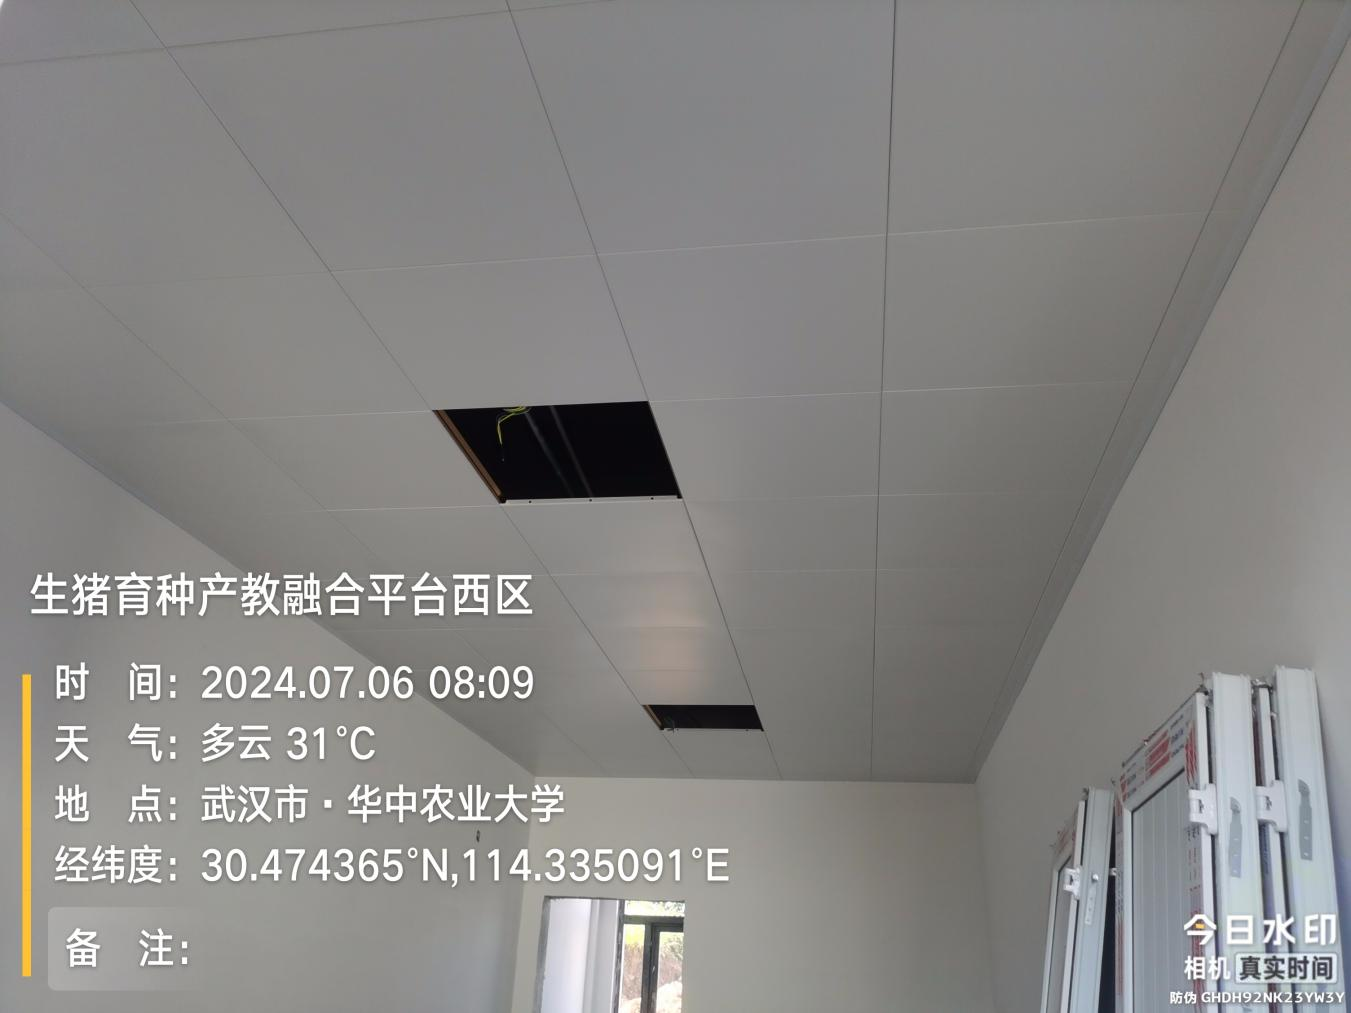 生猪育种产教融合平台西区
时 间：2024.07.06 08:09
天 气：多云 31°C
地 点：武汉市·华中农业大学
经纬度：30.474365°N,114.335091°E
备 注：
今日水印
相机 真实时间
防伪 GHDH92NK23YW3Y